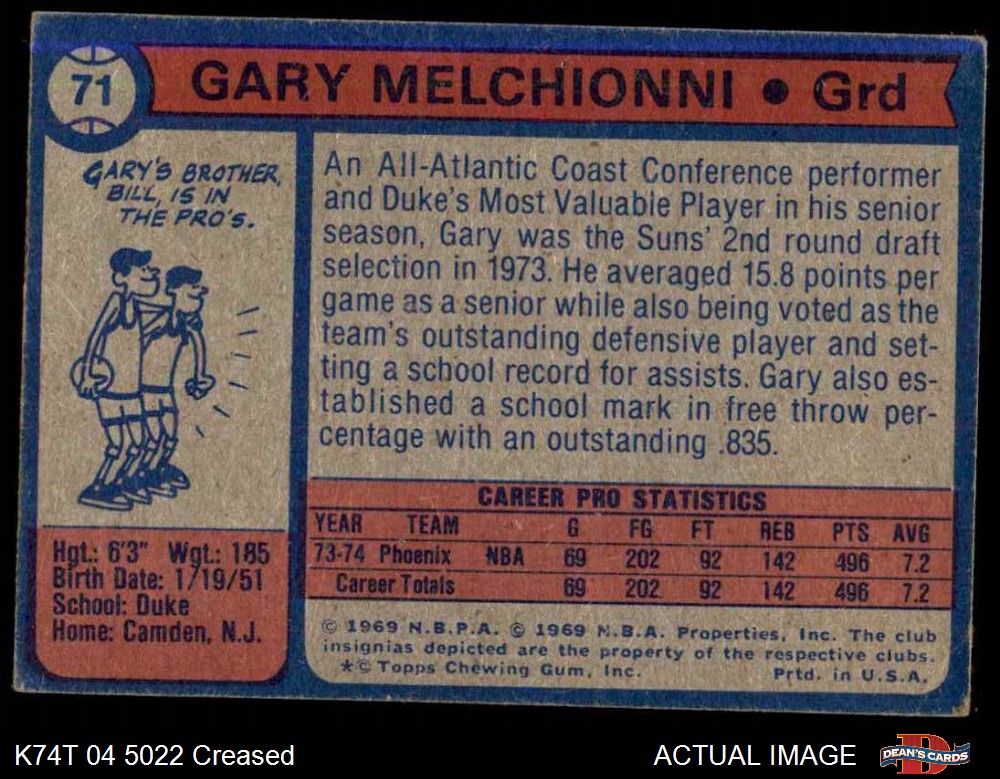 71
GARY MELCHIONNI ● Grd
GARY'S BROTHER,
BILL, IS IN
THE PRO'S.
An All-Atlantic Coast Conference performer
and Duke's Most Valuable Player in his senior
season, Gary was the Suns' 2nd round draft
selection in 1973. He averaged 15.8 points per
game as a senior while also being voted as the
team's outstanding defensive player and set-
ting a school record for assists. Gary also es-
tablished a school mark in free throw per-
centage with an outstanding .835.
Hgt.: 6'3" Wgt.: 185
Birth Date: 1/19/51
School: Duke
Home: Camden, N.J.
CAREER PRO STATISTICS
YEAR TEAM G FG FT REB PTS AVG
73-74 Phoenix NBA 69 202 92 142 496 7.2
Career Totals 69 202 92 142 496 7.2
© 1969 N.B.P.A. © 1969 N.B.A. Properties, Inc. The club
insignias depicted are the property of the respective clubs.
*© Topps Chewing Gum, Inc. Prtd. in U.S.A.
K74T 04 5022 Creased
ACTUAL IMAGE
D
DEAN'S CARDS